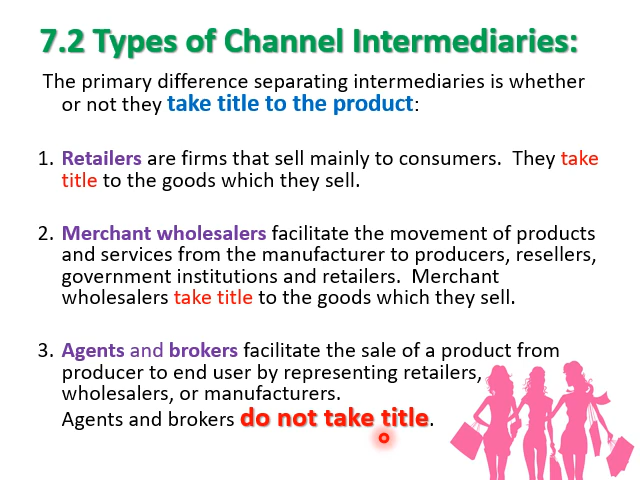 7.2 Types of Channel Intermediaries:
The primary difference separating intermediaries is whether
or not they take title to the product:
1. Retailers are firms that sell mainly to consumers. They take
title to the goods which they sell.
2. Merchant wholesalers facilitate the movement of products
and services from the manufacturer to producers, resellers,
government institutions and retailers. Merchant
wholesalers take title to the goods which they sell.
3. Agents and brokers facilitate the sale of a product from
producer to end user by representing retailers,
wholesalers, or manufacturers.
Agents and brokers do not take title.